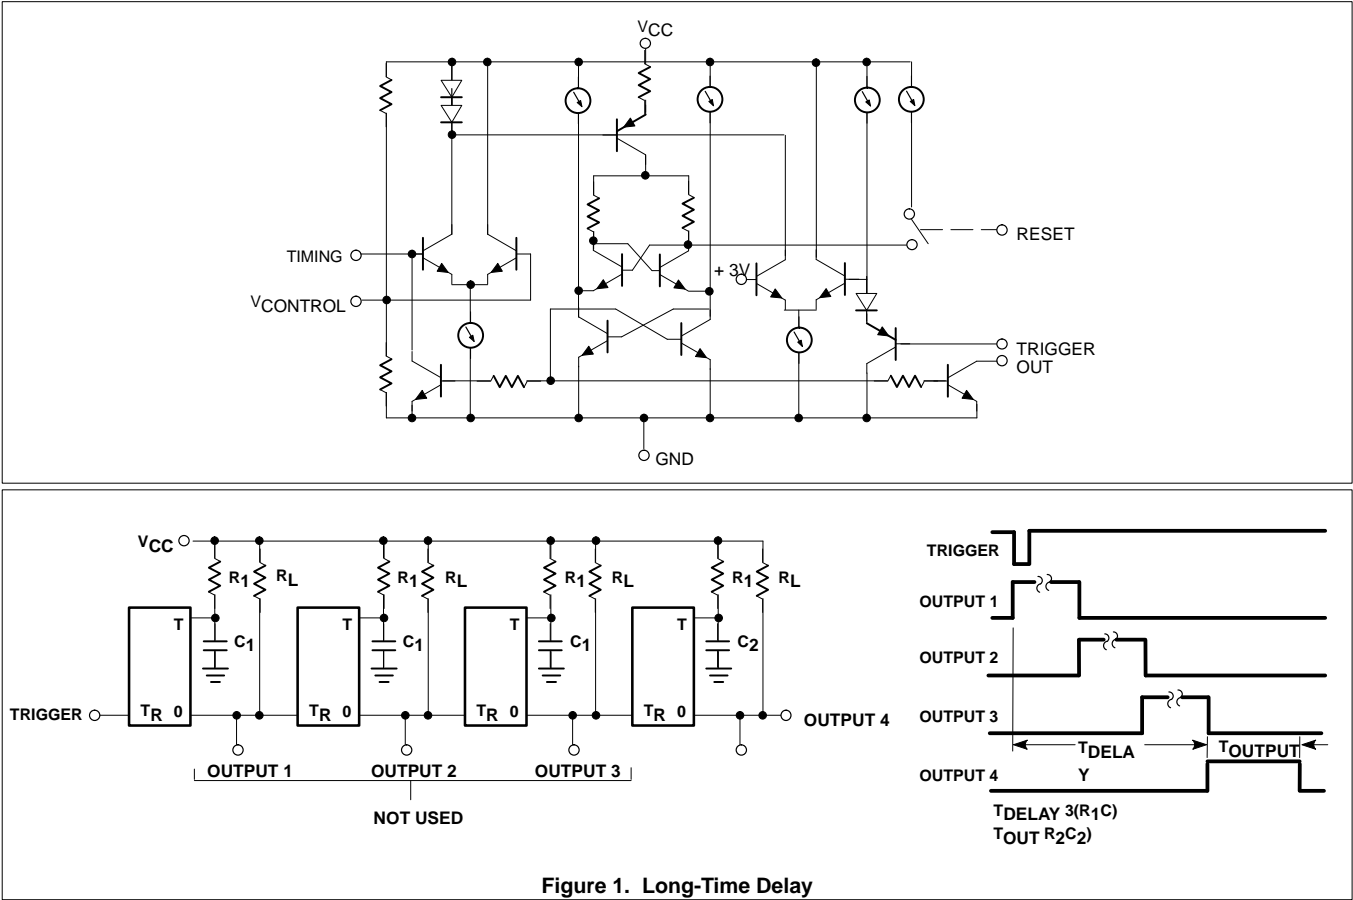 VCC
TIMING
VCONTROL
+ 3V
RESET
TRIGGER
OUT
GND
VCC
R1 RL R1 RL R1 RL R1 RL
T T T T
C1 C1 C1 C2
TRIGGER TR 0 TR 0 TR 0 TR 0 OUTPUT 4
OUTPUT 1 OUTPUT 2 OUTPUT 3
NOT USED
TRIGGER
OUTPUT 1
OUTPUT 2
OUTPUT 3
TDELA TOUTPUT
OUTPUT 4 Y
TDELAY 3(R1C)
TOUT R2C2)
Figure 1. Long-Time Delay